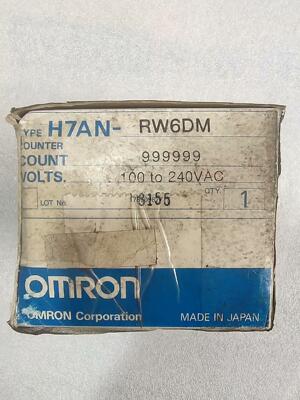 TYPE H7AN- RW6DM
COUNTER
COUNT 999999
VOLTS. 100 to 240VAC
LOT No. 3155 QTY. 1
OMRON
OMRON Corporation MADE IN JAPAN